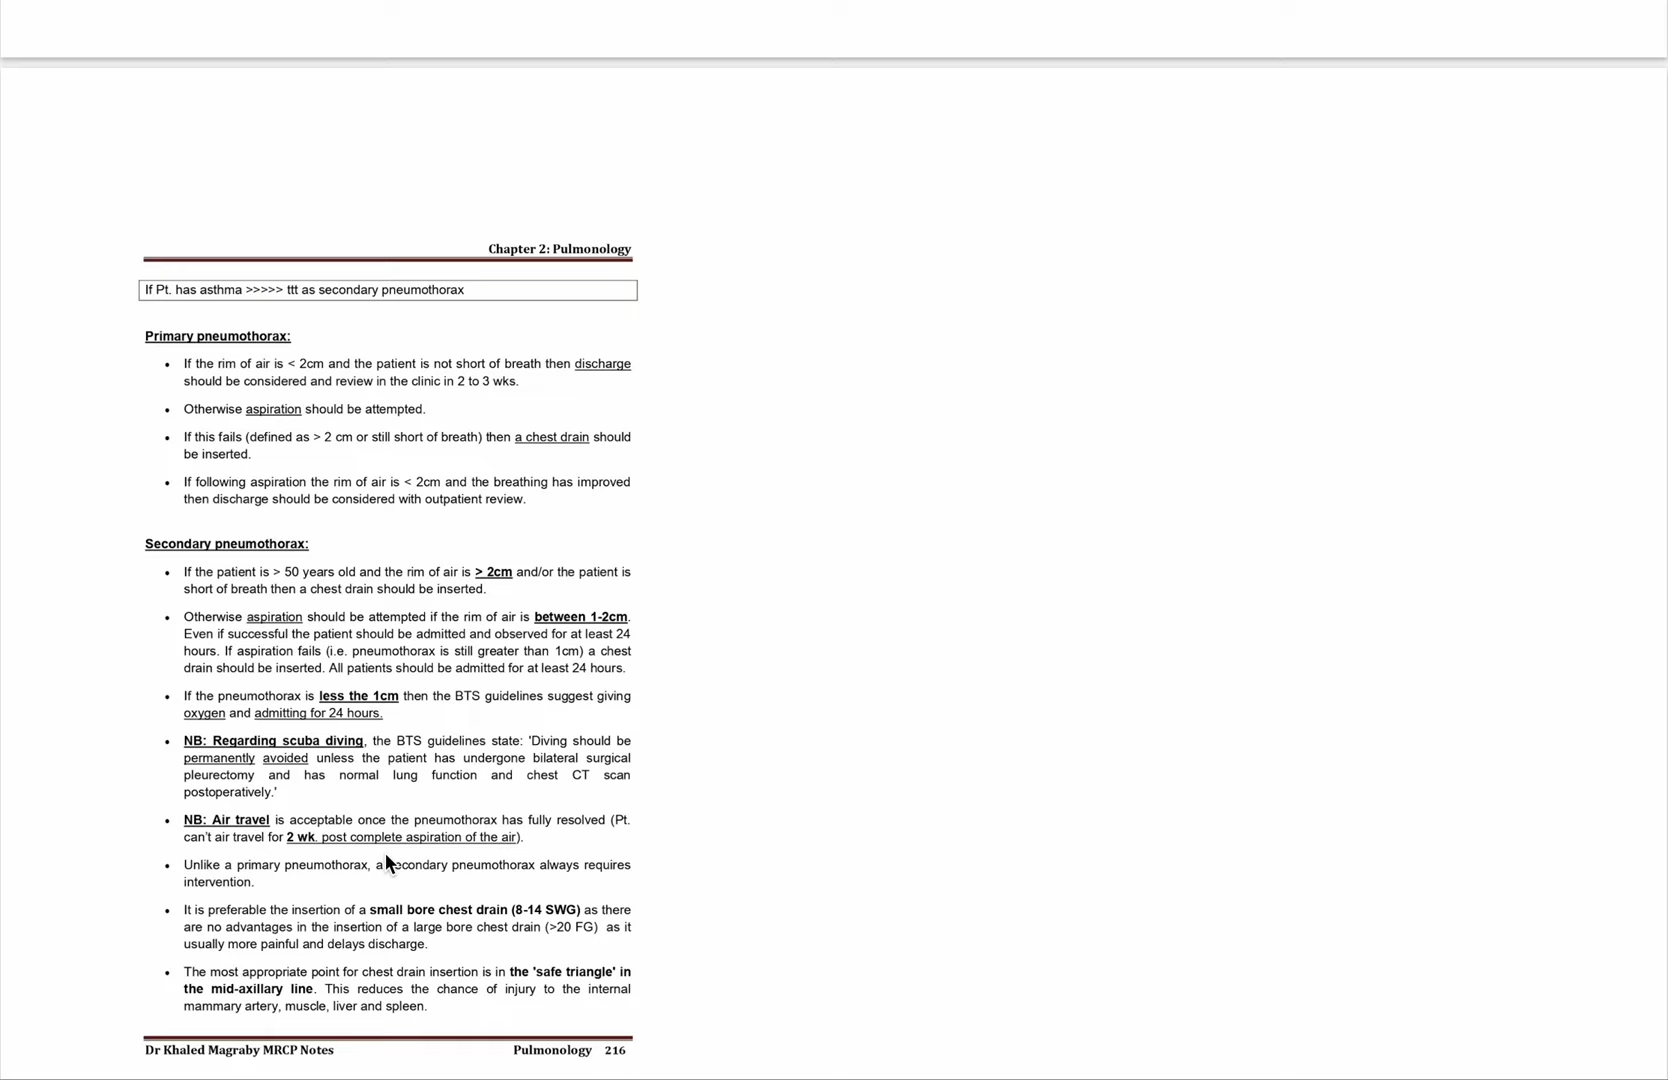 Chapter 2: Pulmonology
If Pt. has asthma >>>>> ttt as secondary pneumothorax
Primary pneumothorax:
• If the rim of air is < 2cm and the patient is not short of breath then discharge
should be considered and review in the clinic in 2 to 3 wks.
• Otherwise aspiration should be attempted.
• If this fails (defined as > 2 cm or still short of breath) then a chest drain should
be inserted.
• If following aspiration the rim of air is < 2cm and the breathing has improved
then discharge should be considered with outpatient review.
Secondary pneumothorax:
• If the patient is > 50 years old and the rim of air is > 2cm and/or the patient is
short of breath then a chest drain should be inserted.
• Otherwise aspiration should be attempted if the rim of air is between 1-2cm.
Even if successful the patient should be admitted and observed for at least 24
hours. If aspiration fails (i.e. pneumothorax is still greater than 1cm) a chest
drain should be inserted. All patients should be admitted for at least 24 hours.
• If the pneumothorax is less the 1cm then the BTS guidelines suggest giving
oxygen and admitting for 24 hours.
• NB: Regarding scuba diving, the BTS guidelines state: 'Diving should be
permanently avoided unless the patient has undergone bilateral surgical
pleurectomy and has normal lung function and chest CT scan
postoperatively.'
• NB: Air travel is acceptable once the pneumothorax has fully resolved (Pt.
can't air travel for 2 wk. post complete aspiration of the air).
• Unlike a primary pneumothorax, a secondary pneumothorax always requires
intervention.
• It is preferable the insertion of a small bore chest drain (8-14 SWG) as there
are no advantages in the insertion of a large bore chest drain (>20 FG) as it
usually more painful and delays discharge.
• The most appropriate point for chest drain insertion is in the 'safe triangle' in
the mid-axillary line. This reduces the chance of injury to the internal
mammary artery, muscle, liver and spleen.
Dr Khaled Magraby MRCP Notes Pulmonology 216